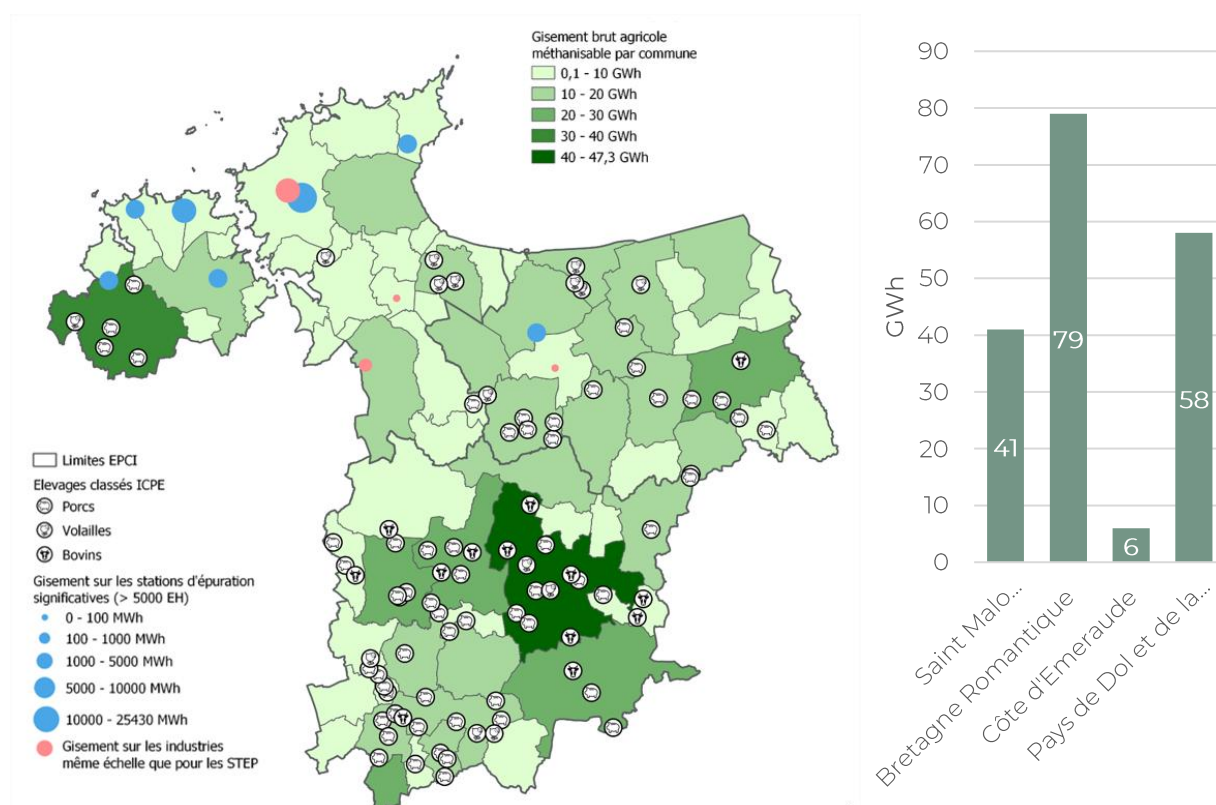 Gisement brut agricole
méthanisable par commune
0,1 - 10 GWh
10 - 20 GWh
20 - 30 GWh
30 - 40 GWh
40 - 47,3 GWh
Limites EPCI
Elevages classés ICPE
Porcs
Volailles
Bovins
Gisement sur les stations d'épuration
significatives (> 5000 EH)
0 - 100 MWh
100 - 1000 MWh
1000 - 5000 MWh
5000 - 10000 MWh
10000 - 25430 MWh
Gisement sur les industries
même échelle que pour les STEP
GWh
90
80
70
60
50
40
30
20
10
0
41
79
6
58
Saint Malo...
Bretagne Romantique
Côte d'Emeraude
Pays de Dol et de la...